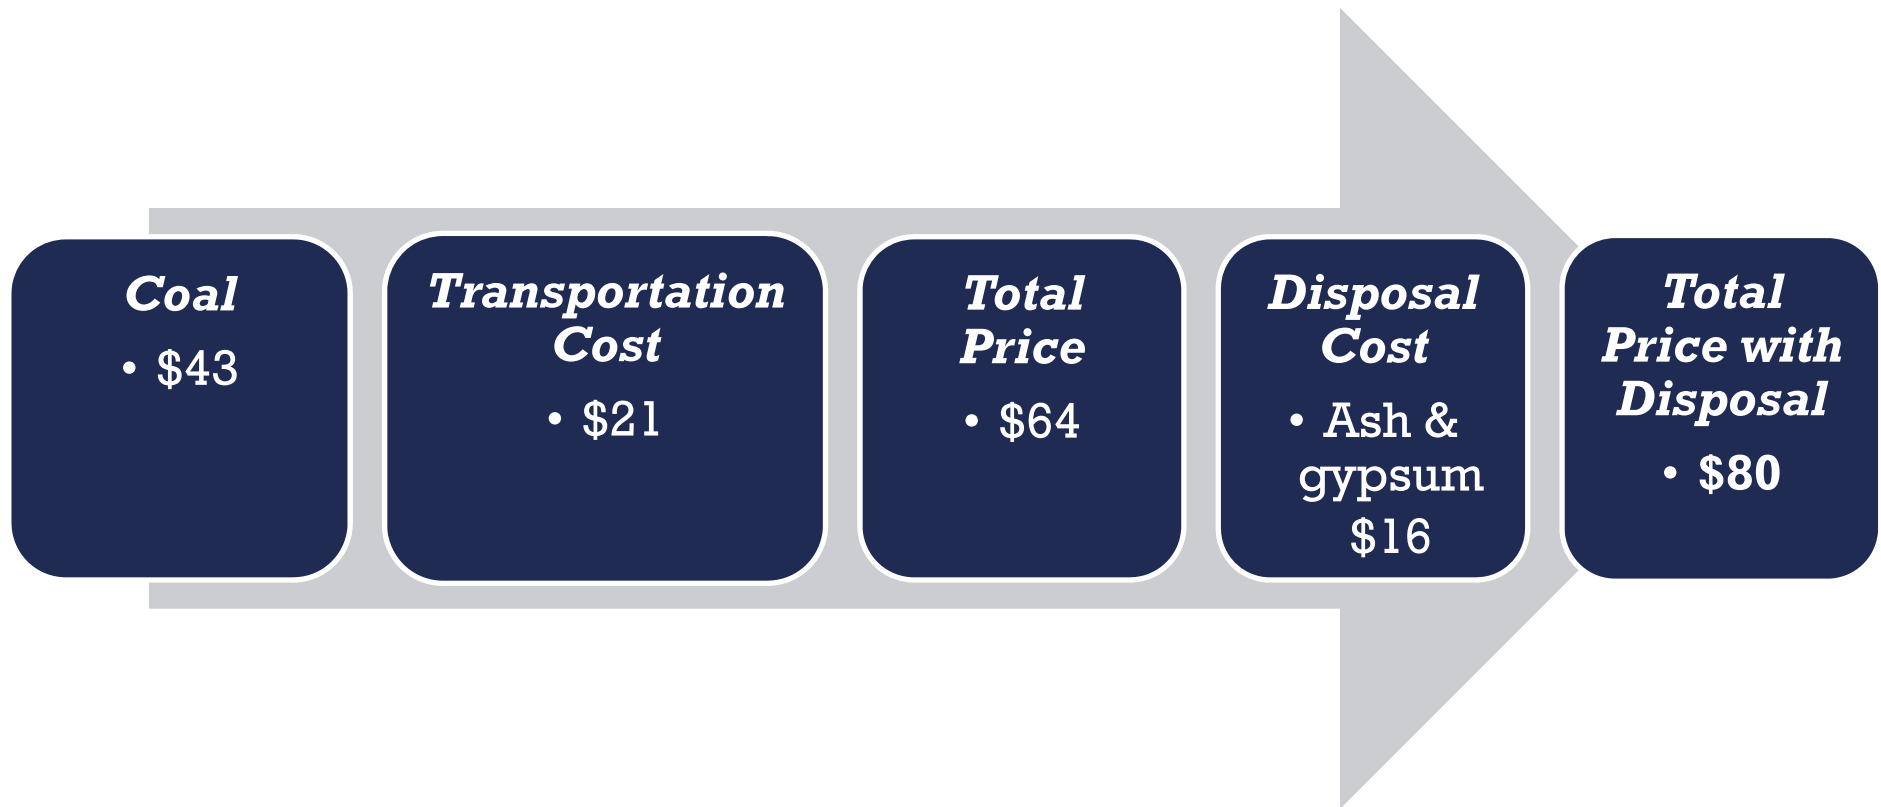 Coal
• $43
Transportation
Cost
• $21
Total
Price
• $64
Disposal
Cost
• Ash &
gypsum
$16
Total
Price with
Disposal
• $80